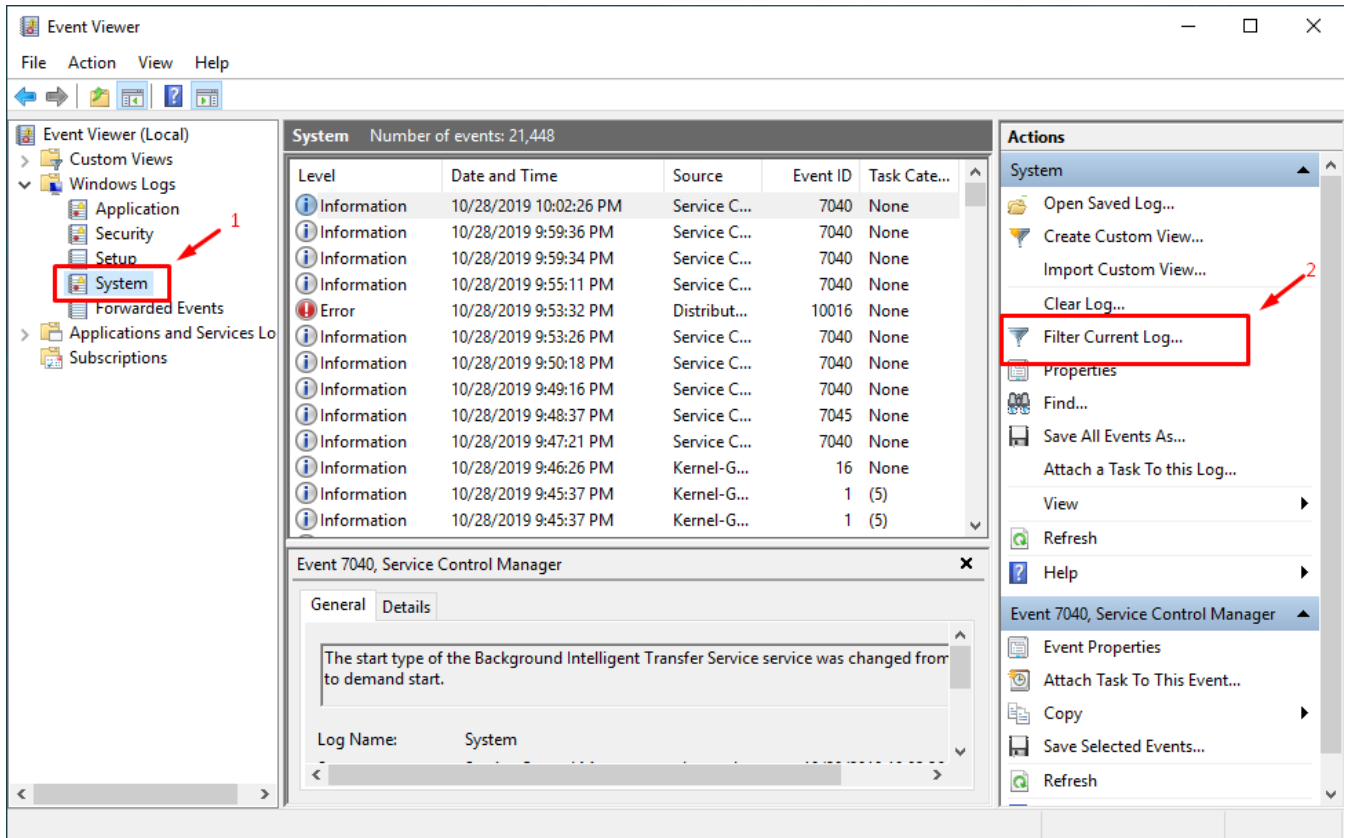 Event Viewer
File Action View Help
Event Viewer (Local)
Custom Views
Windows Logs
Application
Security
Setup
System
Forwarded Events
Applications and Services Lo
Subscriptions
1
System Number of events: 21,448
Level Date and Time Source Event ID Task Cate...
Information 10/28/2019 10:02:26 PM Service C... 7040 None
Information 10/28/2019 9:59:36 PM Service C... 7040 None
Information 10/28/2019 9:59:34 PM Service C... 7040 None
Information 10/28/2019 9:55:11 PM Service C... 7040 None
Error 10/28/2019 9:53:32 PM Distribut... 10016 None
Information 10/28/2019 9:53:26 PM Service C... 7040 None
Information 10/28/2019 9:50:18 PM Service C... 7040 None
Information 10/28/2019 9:49:16 PM Service C... 7040 None
Information 10/28/2019 9:48:37 PM Service C... 7045 None
Information 10/28/2019 9:47:21 PM Service C... 7040 None
Information 10/28/2019 9:46:26 PM Kernel-G... 16 None
Information 10/28/2019 9:45:37 PM Kernel-G... 1 (5)
Information 10/28/2019 9:45:37 PM Kernel-G... 1 (5)
Event 7040, Service Control Manager
General Details
The start type of the Background Intelligent Transfer Service service was changed from
to demand start.
Log Name: System
Actions
System
Open Saved Log...
Create Custom View...
Import Custom View...
2
Clear Log...
Filter Current Log...
Properties
Find...
Save All Events As...
Attach a Task To this Log...
View
Refresh
Help
Event 7040, Service Control Manager
Event Properties
Attach Task To This Event...
Copy
Save Selected Events...
Refresh